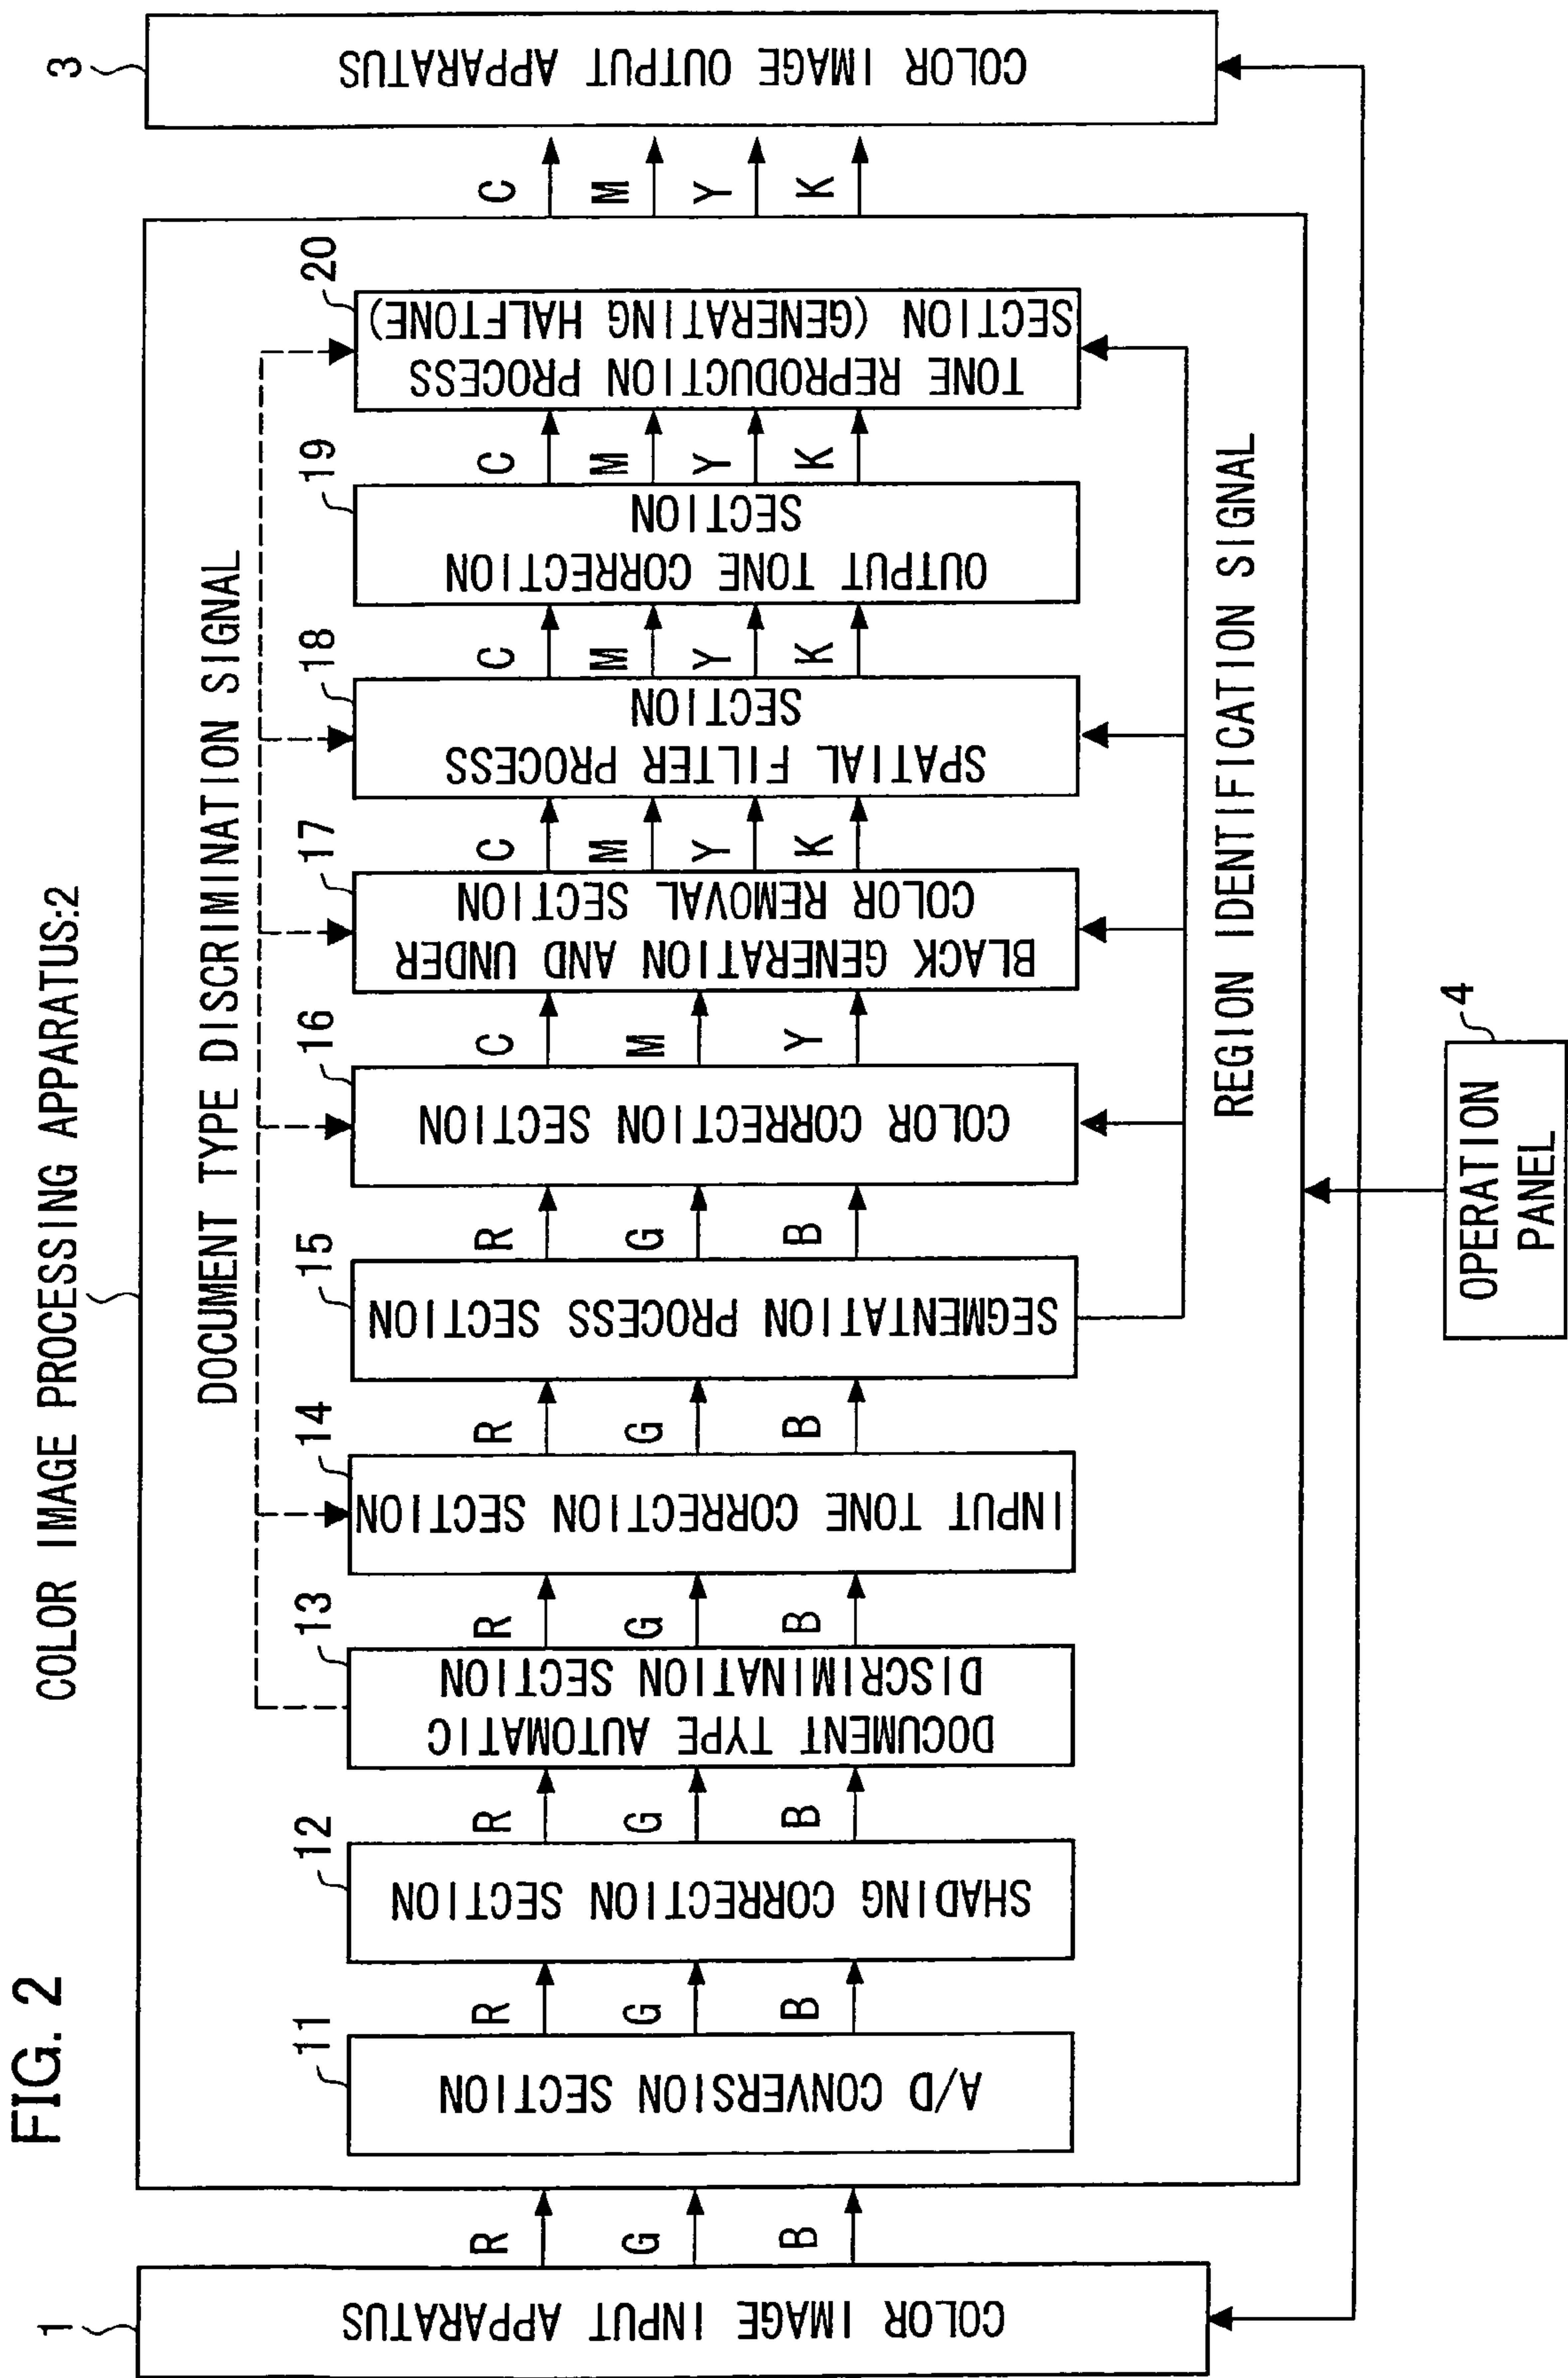 FIG. 2
COLOR IMAGE PROCESSING APPARATUS:2
1
COLOR IMAGE INPUT APPARATUS
R
G
B
DOCUMENT TYPE DISCRIMINATION SIGNAL
11
A/D CONVERSION SECTION
R
G
B
12
SHADING CORRECTION SECTION
R
G
B
13
DOCUMENT TYPE AUTOMATIC
DISCRIMINATION SECTION
R
G
B
14
INPUT TONE CORRECTION SECTION
R
G
B
15
SEGMENTATION PROCESS SECTION
R
G
B
16
COLOR CORRECTION SECTION
C
M
Y
17
BLACK GENERATION AND UNDER
COLOR REMOVAL SECTION
C
M
Y
K
18
SPATIAL FILTER PROCESS
SECTION
C
M
Y
K
19
OUTPUT TONE CORRECTION
SECTION
C
M
Y
K
20
TONE REPRODUCTION PROCESS
SECTION (GENERATING HALFTONE)
C
M
Y
K
3
COLOR IMAGE OUTPUT APPARATUS
REGION IDENTIFICATION SIGNAL
4
OPERATION
PANEL